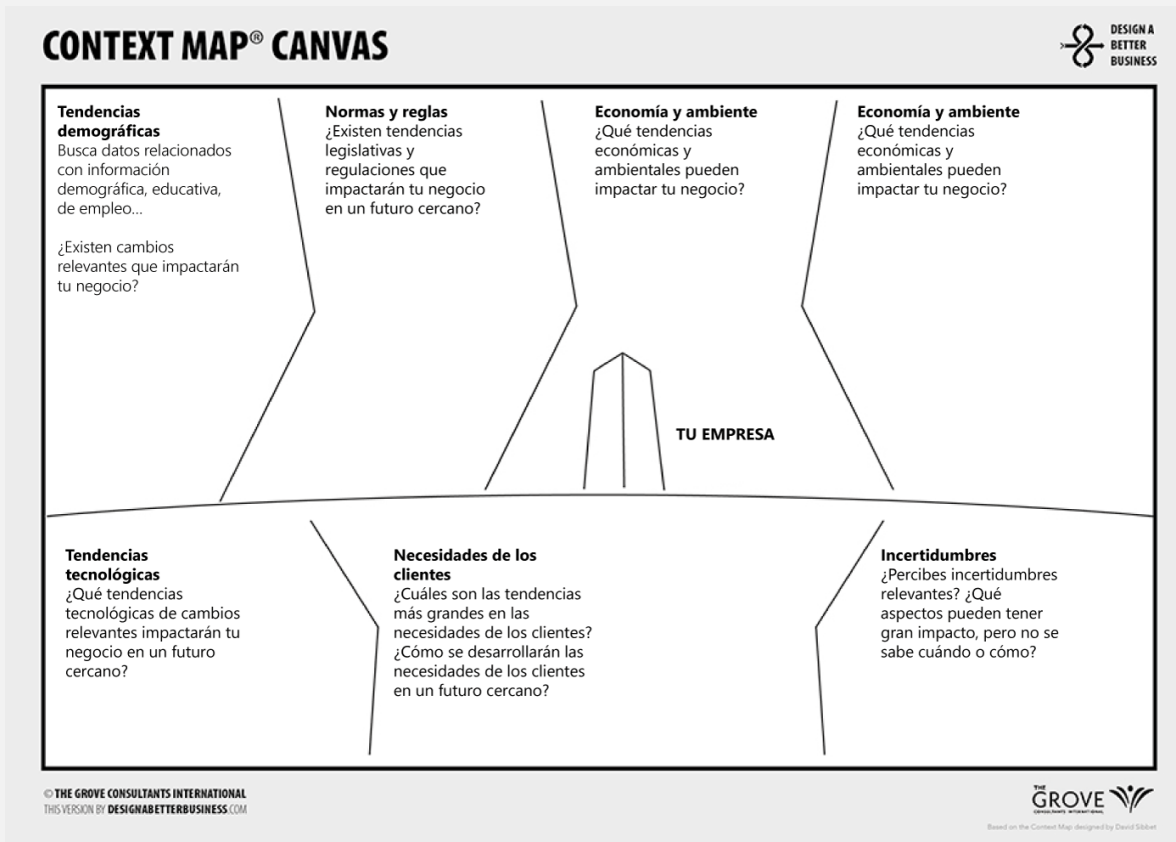 CONTEXT MAP® CANVAS
DESIGN A
BETTER
BUSINESS
Tendencias
demográficas
Busca datos relacionados
con información
demográfica, educativa,
de empleo...
¿Existen cambios
relevantes que impactarán
tu negocio?
Normas y reglas
¿Existen tendencias
legislativas y
regulaciones que
impactarán tu negocio
en un futuro cercano?
Economía y ambiente
¿Qué tendencias
económicas y
ambientales pueden
impactar tu negocio?
Economía y ambiente
¿Qué tendencias
económicas y
ambientales pueden
impactar tu negocio?
TU EMPRESA
Tendencias
tecnológicas
¿Qué tendencias
tecnológicas de cambios
relevantes impactarán tu
negocio en un futuro
cercano?
Necesidades de los
clientes
¿Cuáles son las tendencias
más grandes en las
necesidades de los clientes?
¿Cómo se desarrollarán las
necesidades de los clientes
en un futuro cercano?
Incertidumbres
¿Percibes incertidumbres
relevantes? ¿Qué
aspectos pueden tener
gran impacto, pero no se
sabe cuándo o cómo?
© THE GROVE CONSULTANTS INTERNATIONAL
THIS VERSION BY DESIGNABETTERBUSINESS.COM
THE
GROVE
CONSULTANTS INTERNATIONAL
Based on the Context Map designed by David Sibbet